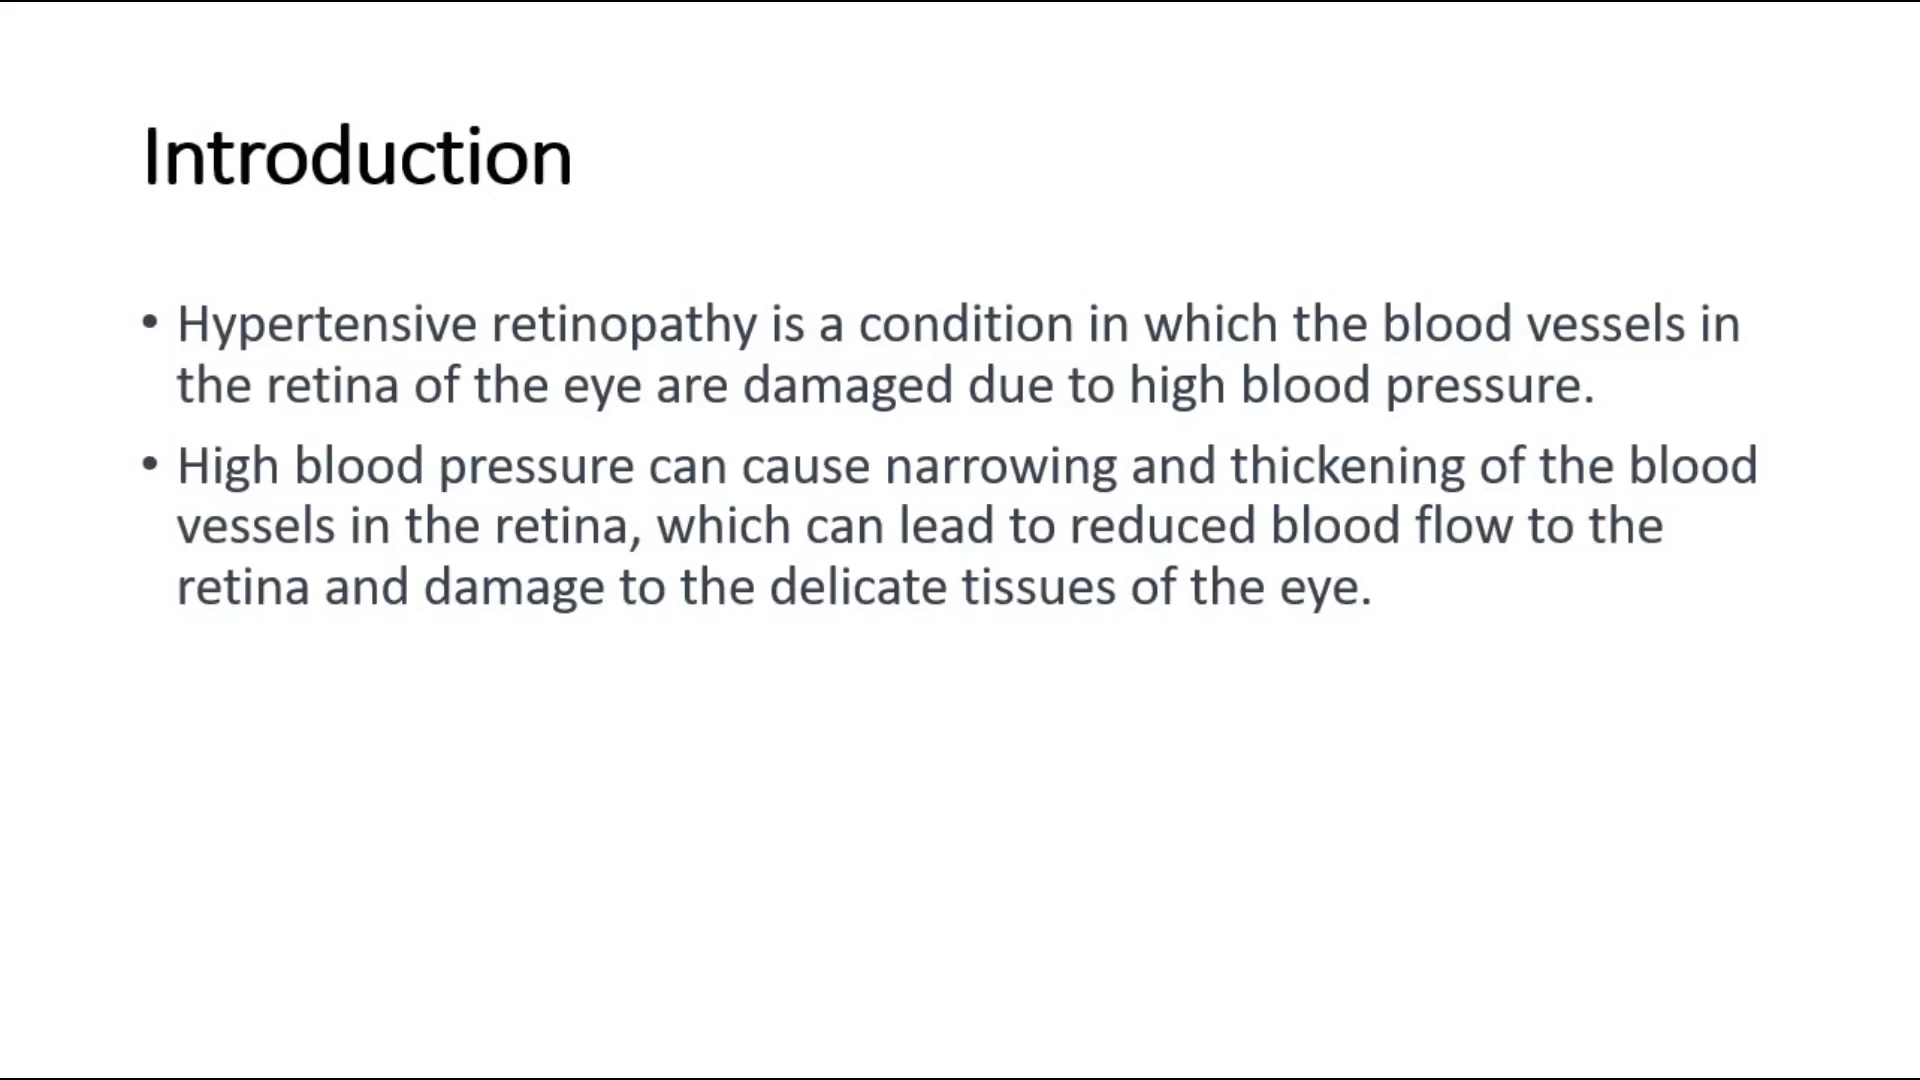 Introduction
• Hypertensive retinopathy is a condition in which the blood vessels in
the retina of the eye are damaged due to high blood pressure.
• High blood pressure can cause narrowing and thickening of the blood
vessels in the retina, which can lead to reduced blood flow to the
retina and damage to the delicate tissues of the eye.